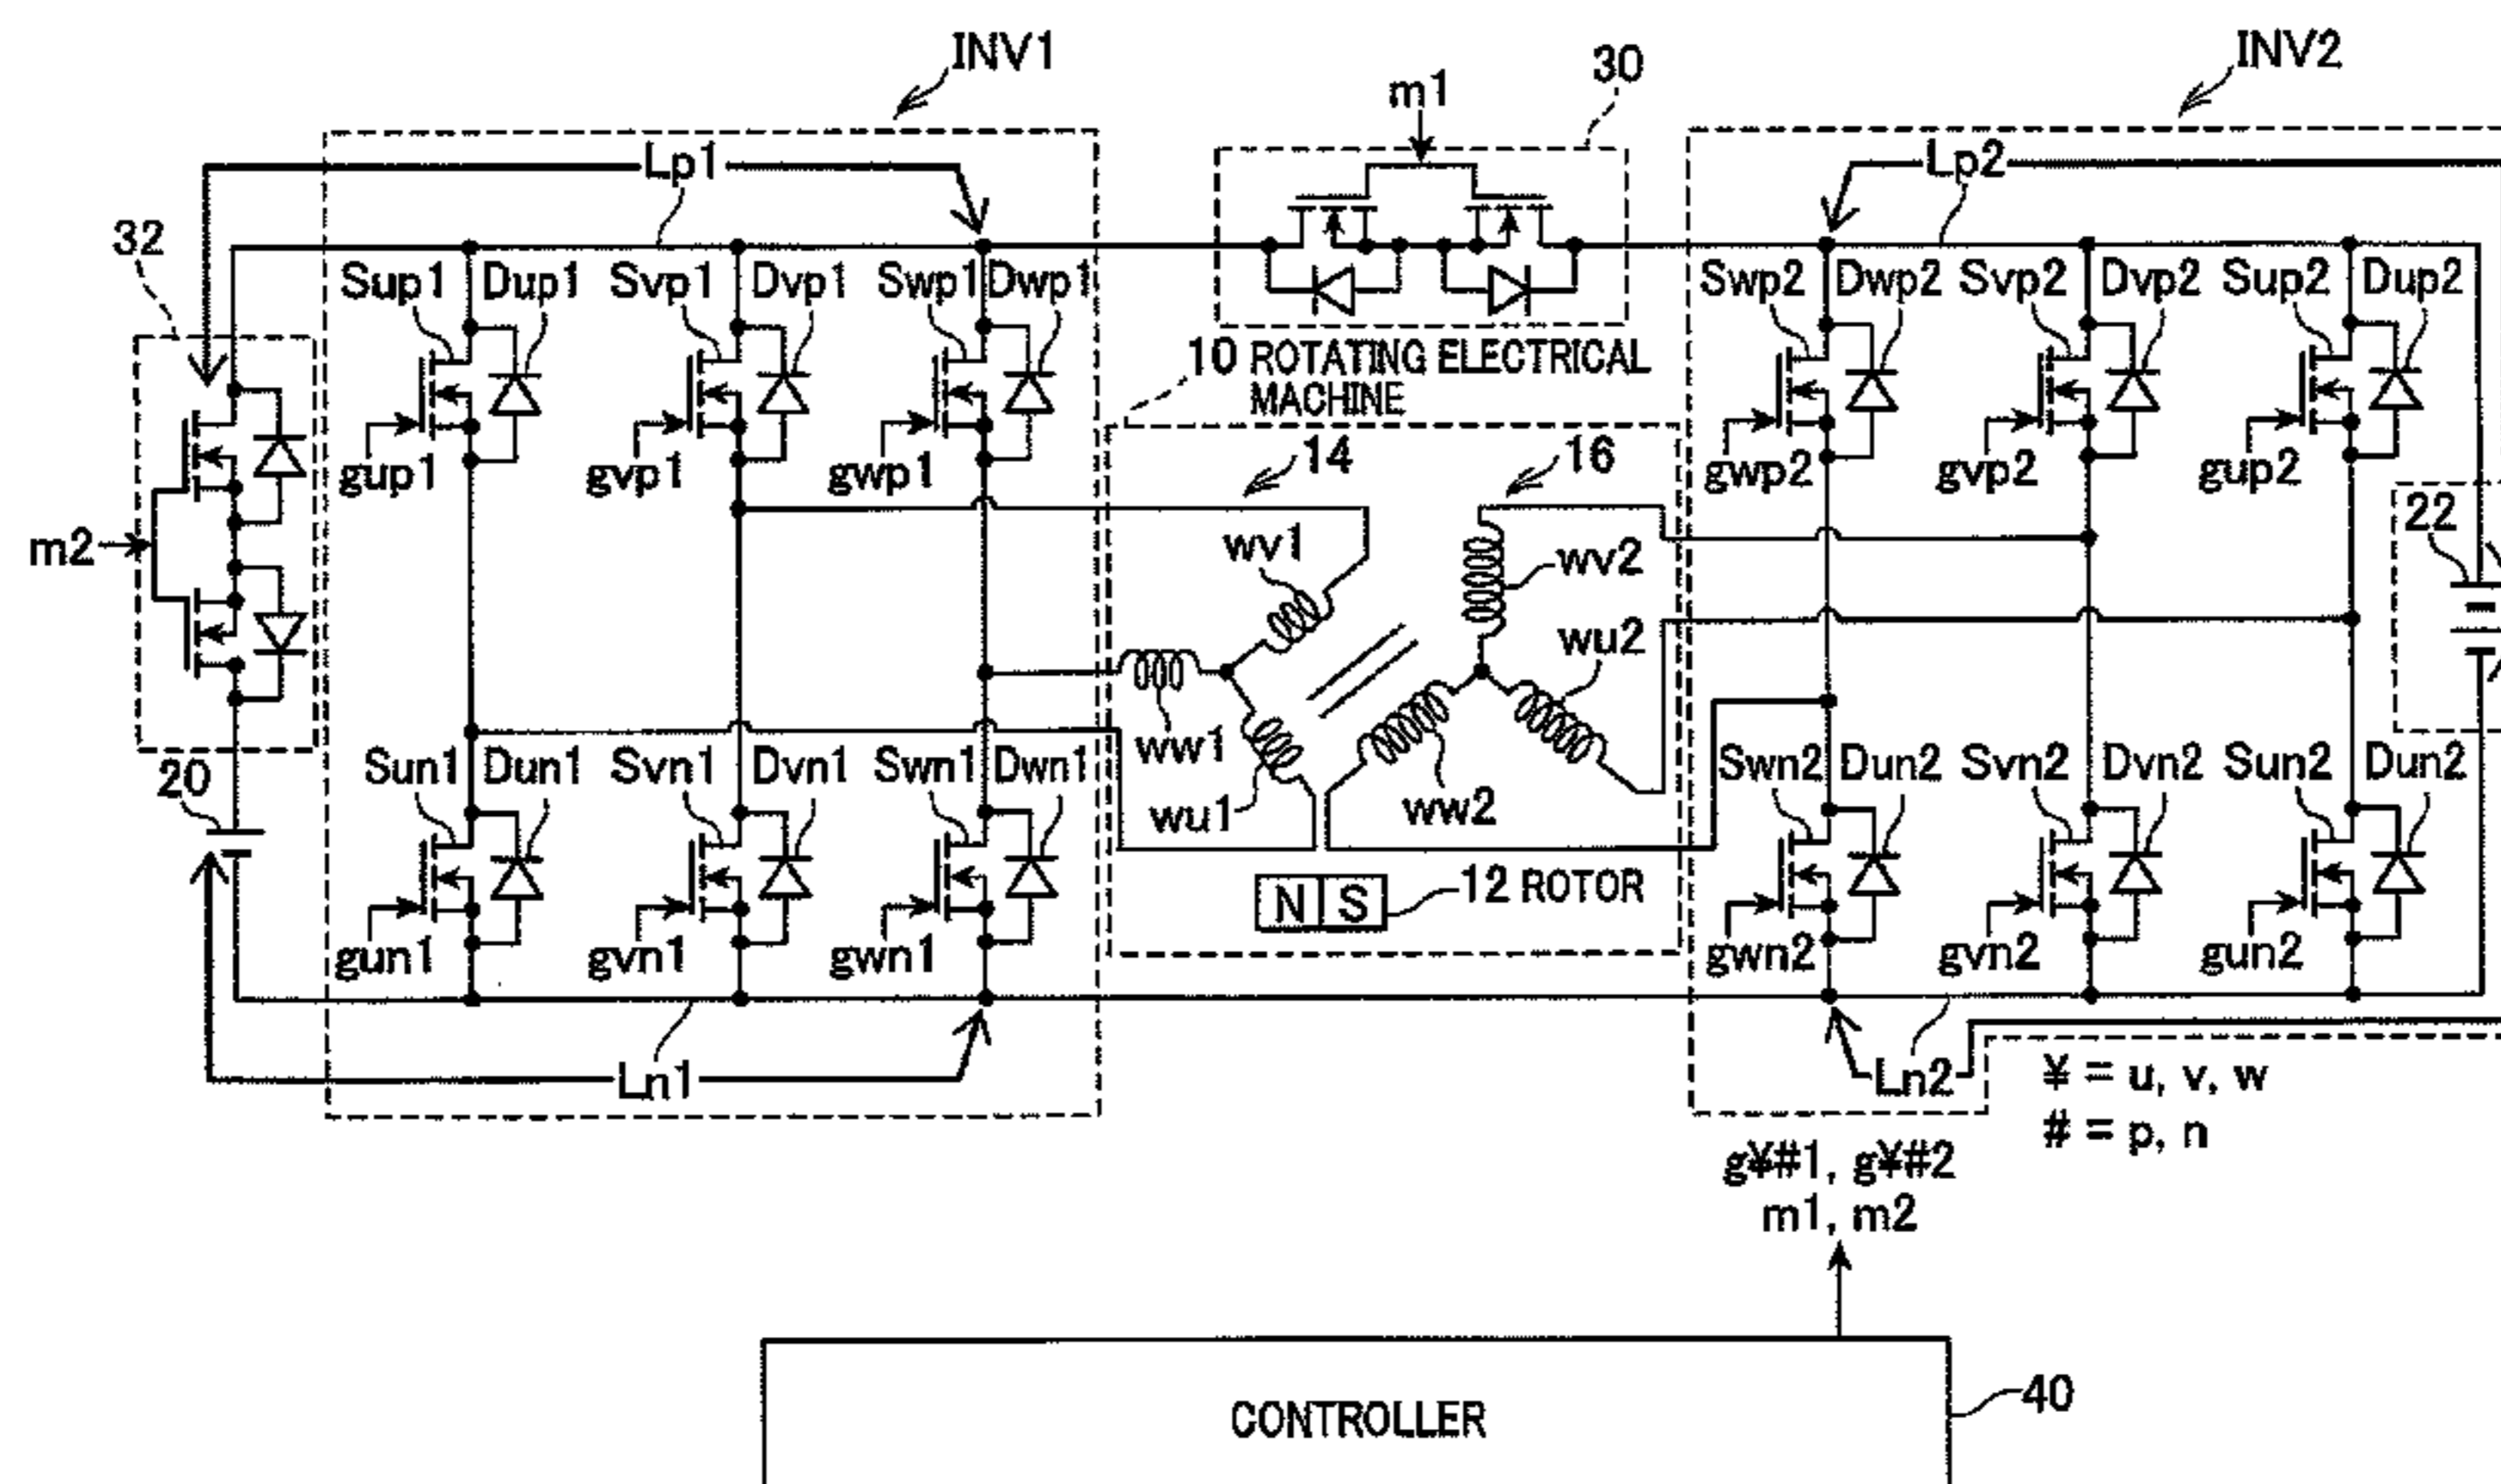 INV1
INV2
30
m1
Lp1
Lp2
32
Sup1 Dup1 Svp1 Dvp1 Swp1 Dwp1
Swp2 Dwp2 Svp2 Dvp2 Sup2 Dup2
10 ROTATING ELECTRICAL
MACHINE
gup1 gvp1 gwp1
14
16
gwp2 gvp2 gup2
22
m2
wv1
wv2
wu2
ww1
wu1
ww2
20
Sun1 Dun1 Svn1 Dvn1 Swn1 Dwn1
Swn2 Dun2 Svn2 Dvn2 Sun2 Dun2
N S
12 ROTOR
gun1 gvn1 gwn1
gwn2 gvn2 gun2
Ln1
Ln2
¥ = u, v, w
# = p, n
g¥#1, g¥#2
m1, m2
CONTROLLER
40